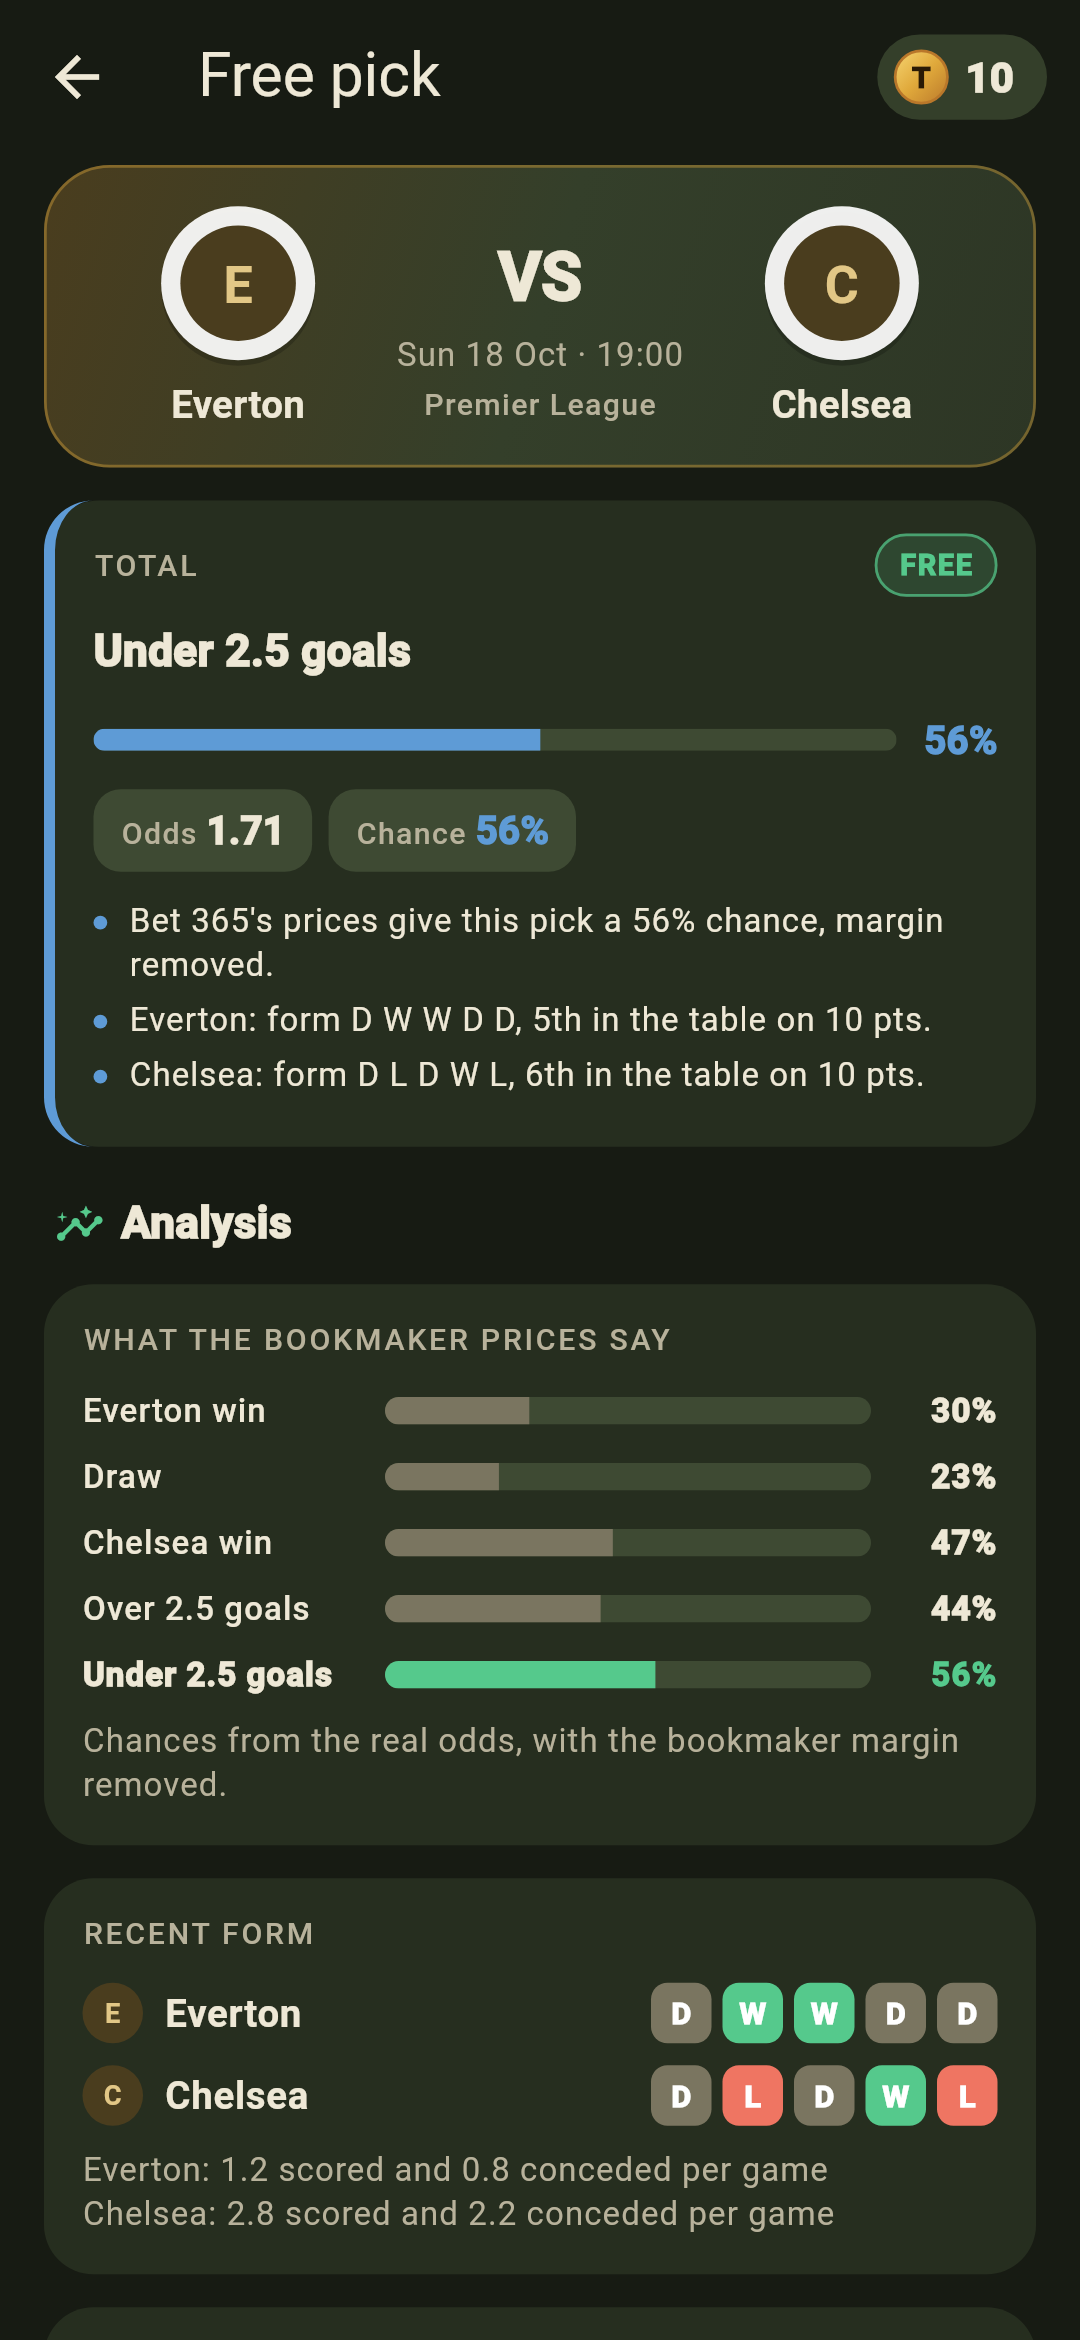 Free pick
T 10
E VS C
Sun 18 Oct · 19:00
Everton Premier League Chelsea
TOTAL FREE
Under 2.5 goals
56%
Odds 1.71 Chance 56%
Bet 365's prices give this pick a 56% chance, margin
removed.
Everton: form D W W D D, 5th in the table on 10 pts.
Chelsea: form D L D W L, 6th in the table on 10 pts.
Analysis
WHAT THE BOOKMAKER PRICES SAY
Everton win 30%
Draw 23%
Chelsea win 47%
Over 2.5 goals 44%
Under 2.5 goals 56%
Chances from the real odds, with the bookmaker margin
removed.
RECENT FORM
E Everton D W W D D
C Chelsea D L D W L
Everton: 1.2 scored and 0.8 conceded per game
Chelsea: 2.8 scored and 2.2 conceded per game